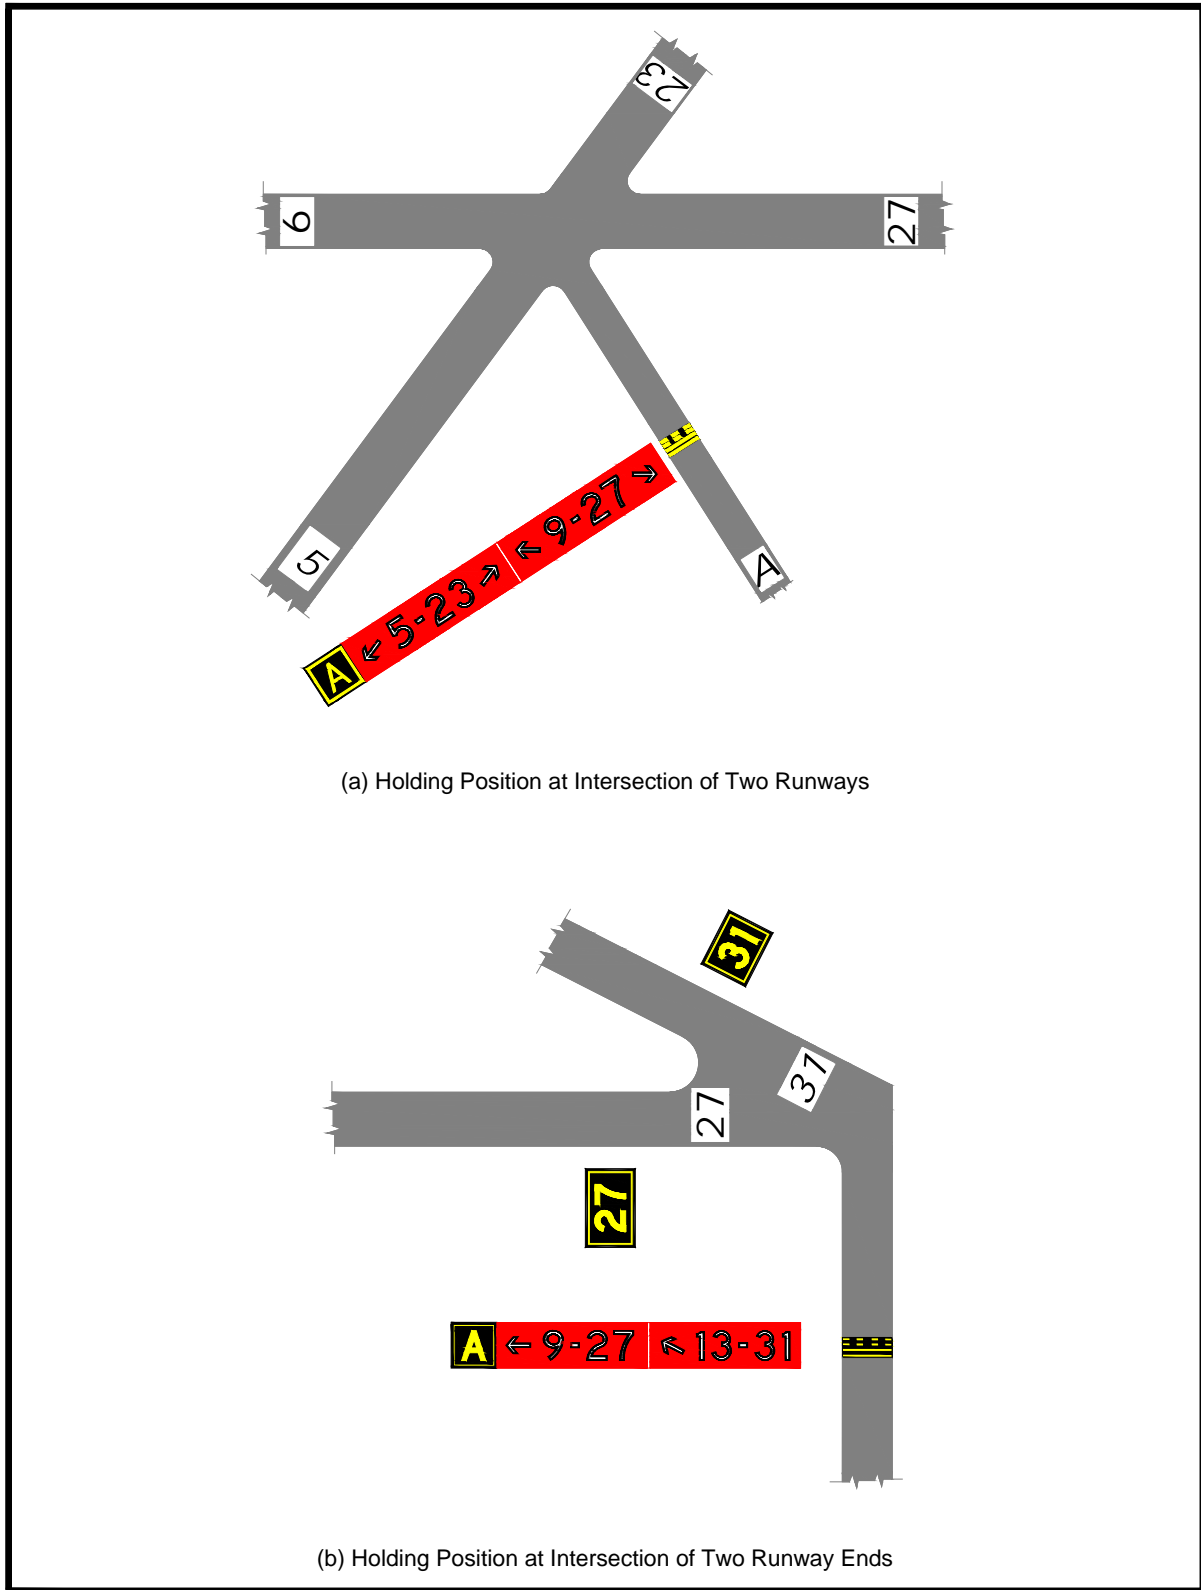 23
9
27
5
A
A ← 5-23 → ← 9-27 →
(a) Holding Position at Intersection of Two Runways
31
31
27
27
A ← 9-27 ↖ 13-31
(b) Holding Position at Intersection of Two Runway Ends